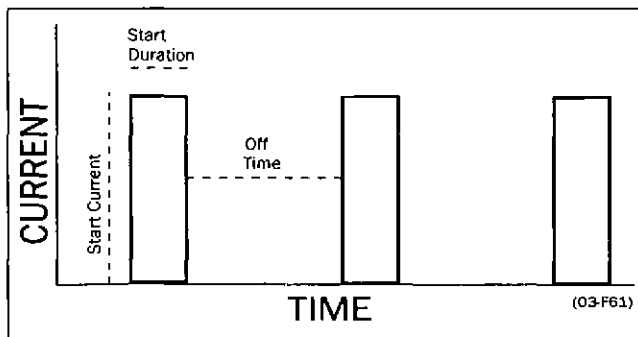 Start
Duration
Off
Time
Start Current
CURRENT
TIME
(03-F61)